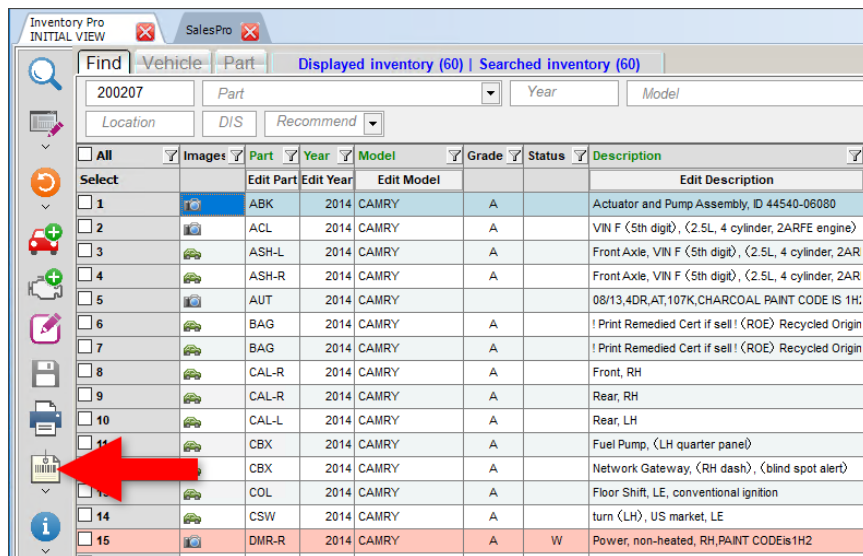 Inventory Pro
INITIAL VIEW
SalesPro
Find Vehicle Part Displayed inventory (60) | Searched inventory (60)
200207 Part Year Model
Location DIS Recommend
All Images Part Year Model Grade Status Description
Select Edit Part Edit Year Edit Model Edit Description
1 ABK 2014 CAMRY A Actuator and Pump Assembly, ID 44540-06080
2 ACL 2014 CAMRY A VIN F (5th digit), (2.5L, 4 cylinder, 2ARFE engine)
3 ASH-L 2014 CAMRY A Front Axle, VIN F (5th digit), (2.5L, 4 cylinder, 2AR
4 ASH-R 2014 CAMRY A Front Axle, VIN F (5th digit), (2.5L, 4 cylinder, 2AR
5 AUT 2014 CAMRY 08/13,4DR,AT,107K,CHARCOAL PAINT CODE IS 1H2
6 BAG 2014 CAMRY A ! Print Remedied Cert if sell ! (ROE) Recycled Origin
7 BAG 2014 CAMRY A ! Print Remedied Cert if sell ! (ROE) Recycled Origin
8 CAL-R 2014 CAMRY A Front, RH
9 CAL-R 2014 CAMRY A Rear, RH
10 CAL-L 2014 CAMRY A Rear, LH
11 CBX 2014 CAMRY A Fuel Pump, (LH quarter panel)
CBX 2014 CAMRY A Network Gateway, (RH dash), (blind spot alert)
13 COL 2014 CAMRY A Floor Shift, LE, conventional ignition
14 CSW 2014 CAMRY A turn (LH), US market, LE
15 DMR-R 2014 CAMRY A W Power, non-heated, RH,PAINT CODEis1H2